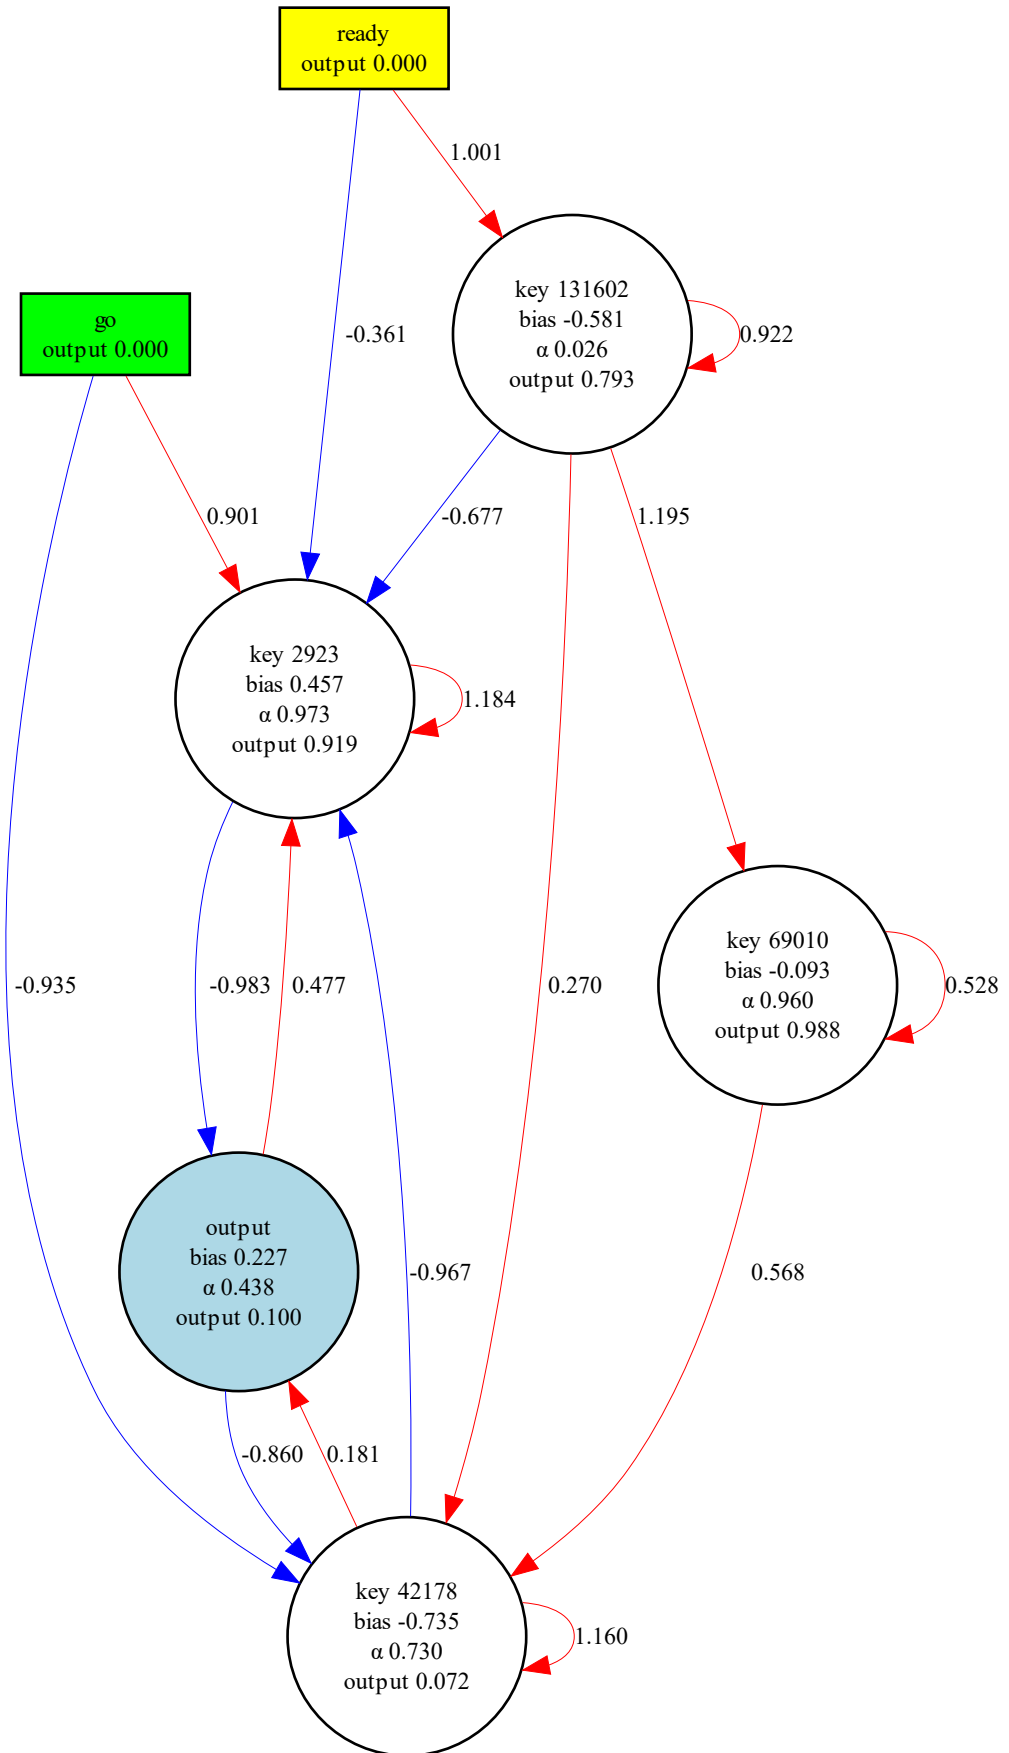 ready
output 0.000
1.001
key 131602
bias -0.581
α 0.026
output 0.793
0.922
go
output 0.000
-0.361
0.901
-0.677
1.195
key 2923
bias 0.457
α 0.973
output 0.919
1.184
key 69010
bias -0.093
α 0.960
output 0.988
0.528
-0.935
-0.983
0.477
0.270
output
bias 0.227
α 0.438
output 0.100
-0.967
0.568
-0.860
0.181
key 42178
bias -0.735
α 0.730
output 0.072
1.160